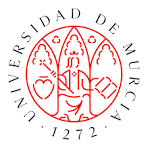 UNIVERSIDAD DE MURCIA
· 1272 ·